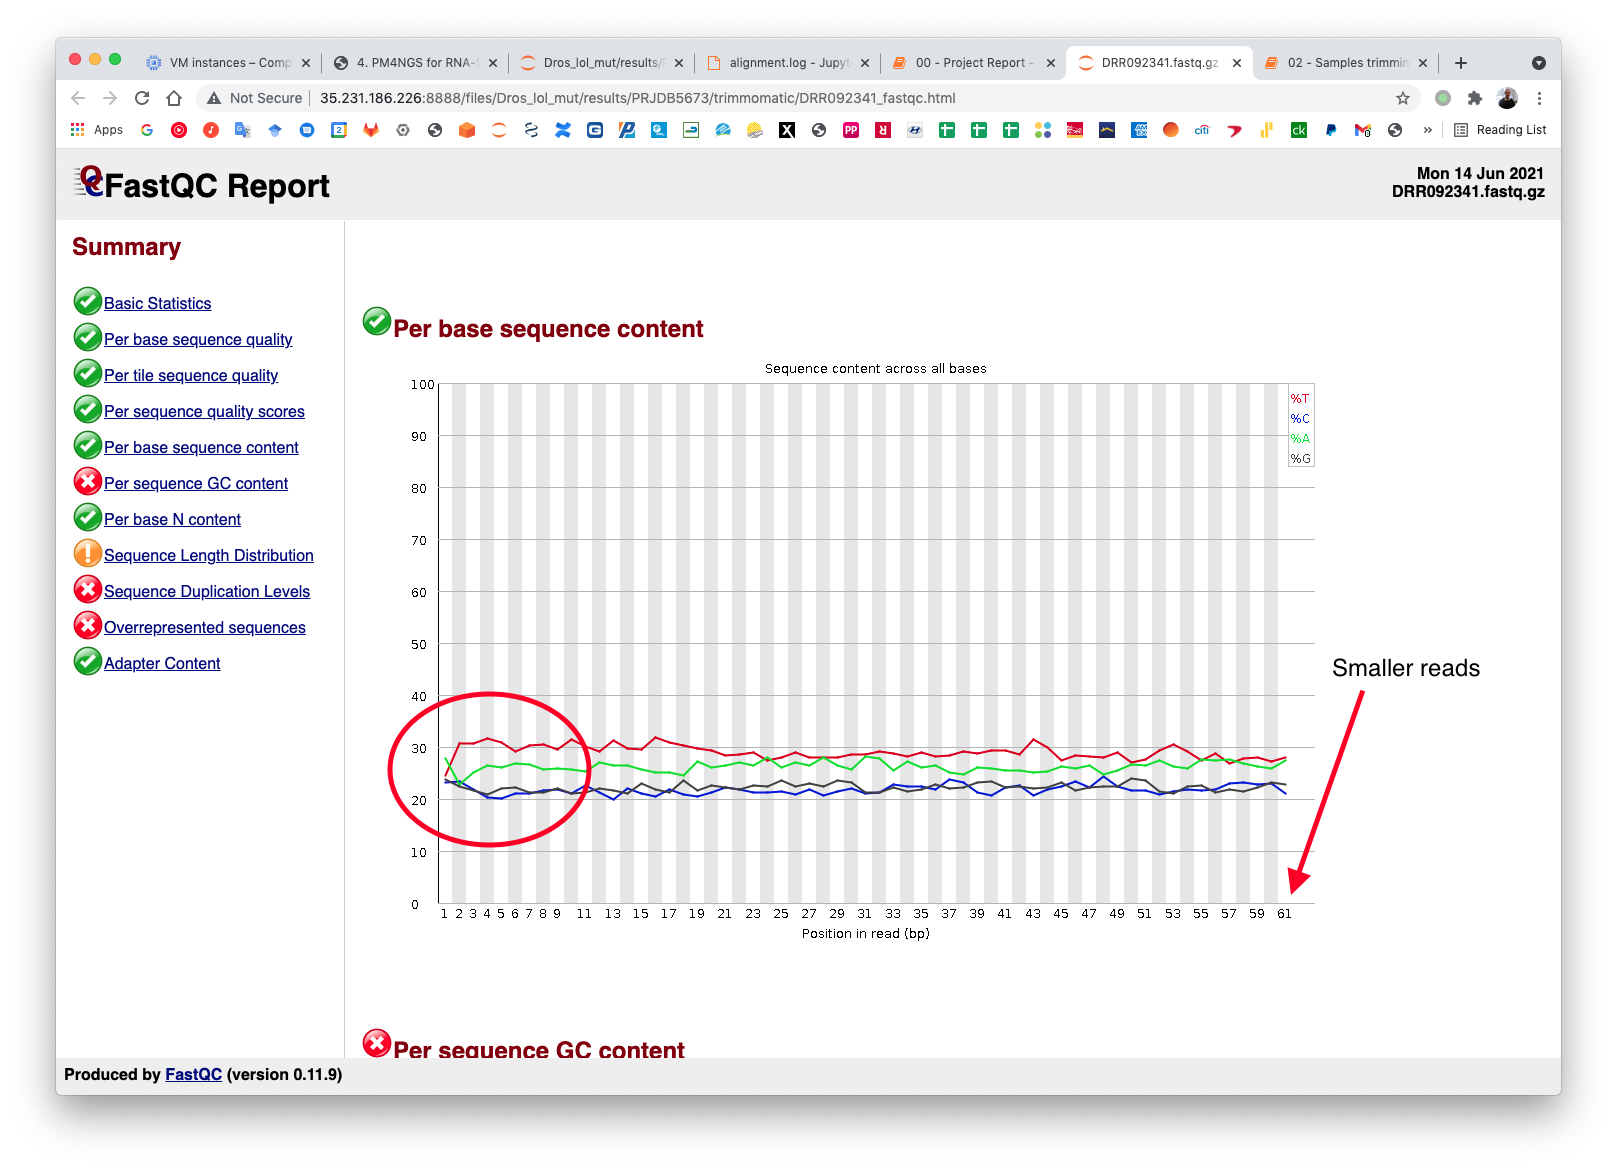 VM instances – Comp
4. PM4NGS for RNA-S
Dros_lol_mut/results/
alignment.log - Jupyt
00 - Project Report -
DRR092341.fastq.gz
02 - Samples trimmin
Not Secure
35.231.186.226:8888/files/Dros_lol_mut/results/PRJDB5673/trimmomatic/DRR092341_fastqc.html
Apps
Reading List
FastQC Report
Mon 14 Jun 2021
DRR092341.fastq.gz
Summary
Basic Statistics
Per base sequence quality
Per tile sequence quality
Per sequence quality scores
Per base sequence content
Per sequence GC content
Per base N content
Sequence Length Distribution
Sequence Duplication Levels
Overrepresented sequences
Adapter Content
Per base sequence content
Sequence content across all bases
%T
%C
%A
%G
100
90
80
70
60
50
40
30
20
10
0
Smaller reads
1 2 3 4 5 6 7 8 9 11 13 15 17 19 21 23 25 27 29 31 33 35 37 39 41 43 45 47 49 51 53 55 57 59 61
Position in read (bp)
Per sequence GC content
Produced by FastQC (version 0.11.9)